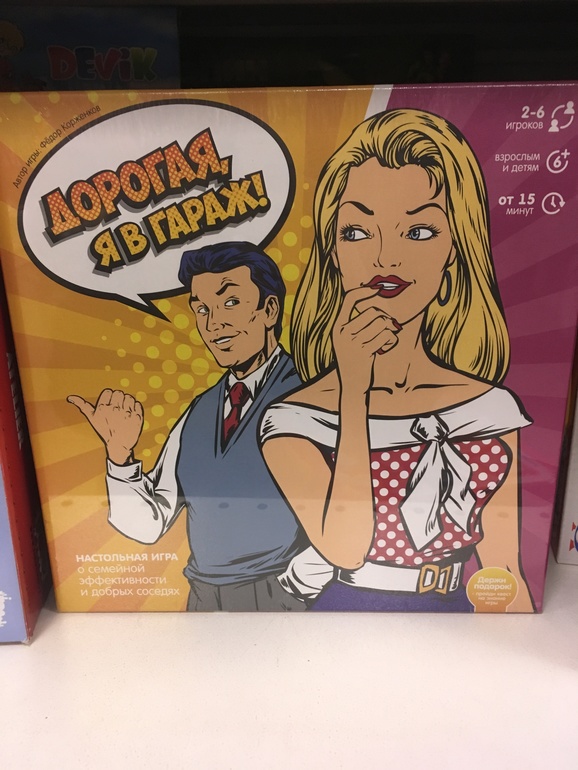 DEViK
Автор игры: Фёдор Корженков
ДОРОГАЯ,
Я В ГАРАЖ!
2-6
игроков
взрослым
и детям
6+
от 15
минут
НАСТОЛЬНАЯ ИГРА
о семейной
эффективности
и добрых соседях
Держи
подарок!